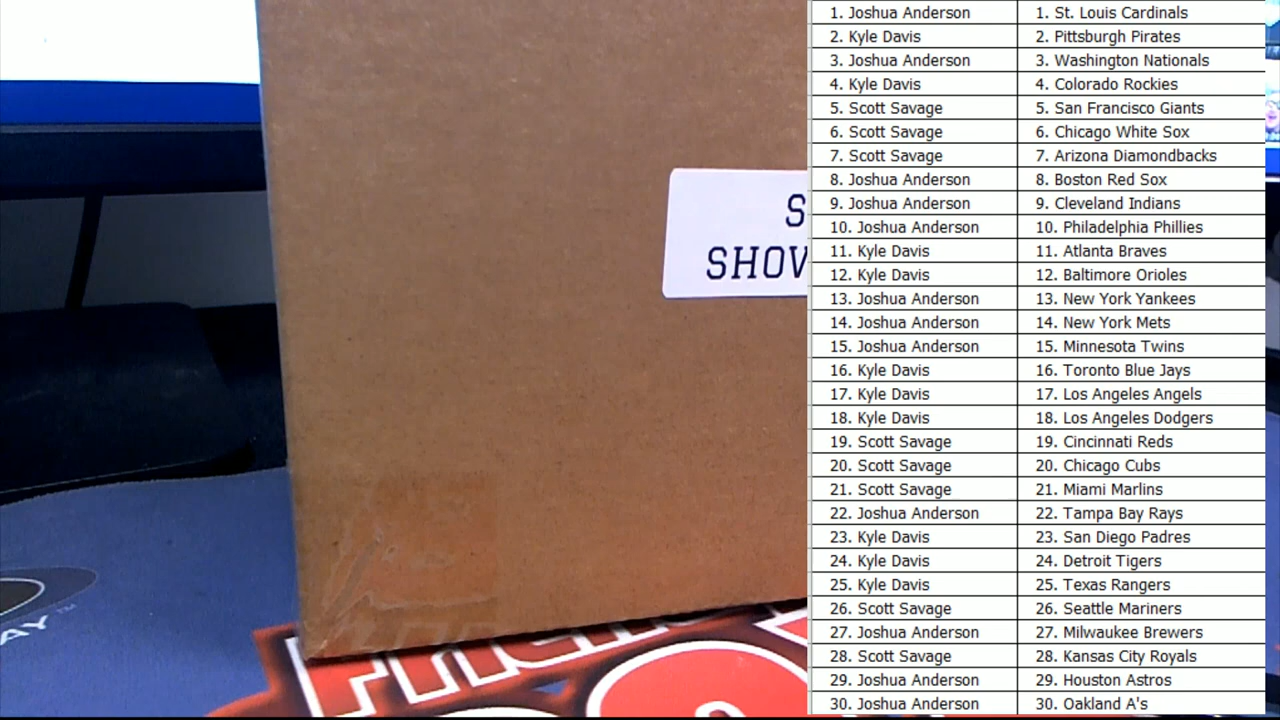 1. Joshua Anderson 1. St. Louis Cardinals
2. Kyle Davis 2. Pittsburgh Pirates
3. Joshua Anderson 3. Washington Nationals
4. Kyle Davis 4. Colorado Rockies
5. Scott Savage 5. San Francisco Giants
6. Scott Savage 6. Chicago White Sox
7. Scott Savage 7. Arizona Diamondbacks
8. Joshua Anderson 8. Boston Red Sox
9. Joshua Anderson 9. Cleveland Indians
10. Joshua Anderson 10. Philadelphia Phillies
11. Kyle Davis 11. Atlanta Braves
12. Kyle Davis 12. Baltimore Orioles
13. Joshua Anderson 13. New York Yankees
14. Joshua Anderson 14. New York Mets
15. Joshua Anderson 15. Minnesota Twins
16. Kyle Davis 16. Toronto Blue Jays
17. Kyle Davis 17. Los Angeles Angels
18. Kyle Davis 18. Los Angeles Dodgers
19. Scott Savage 19. Cincinnati Reds
20. Scott Savage 20. Chicago Cubs
21. Scott Savage 21. Miami Marlins
22. Joshua Anderson 22. Tampa Bay Rays
23. Kyle Davis 23. San Diego Padres
24. Kyle Davis 24. Detroit Tigers
25. Kyle Davis 25. Texas Rangers
26. Scott Savage 26. Seattle Mariners
27. Joshua Anderson 27. Milwaukee Brewers
28. Scott Savage 28. Kansas City Royals
29. Joshua Anderson 29. Houston Astros
30. Joshua Anderson 30. Oakland A's
S
SHOV
AY™